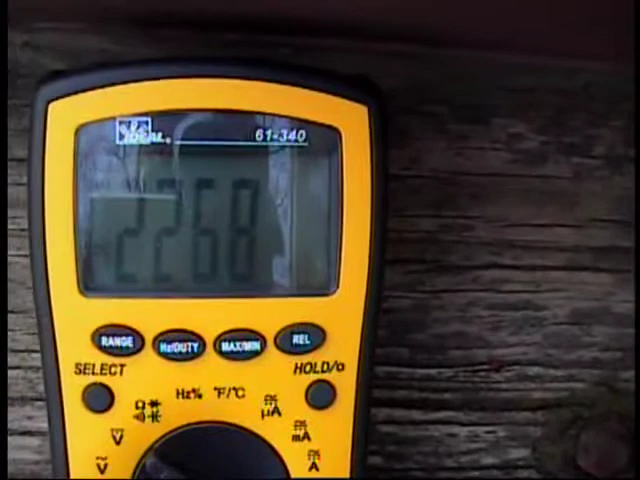 IDEAL 61-340
2268
RANGE Hz/DUTY MAX/MIN REL
SELECT HOLD/
Hz% °F/°C
Ω µA
V mA
V A